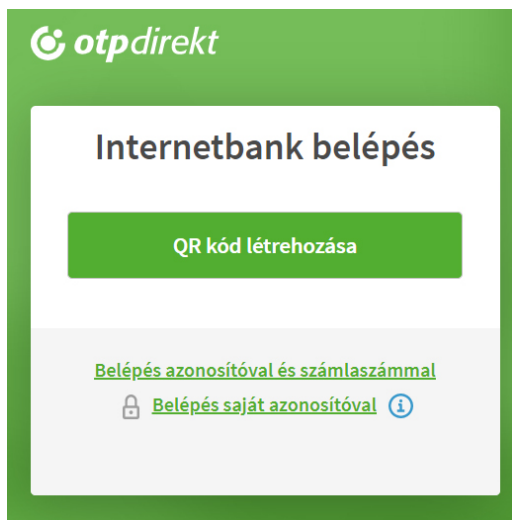 otpdirekt
Internetbank belépés
QR kód létrehozása
Belépés azonosítóval és számlaszámmal
Belépés saját azonosítóval